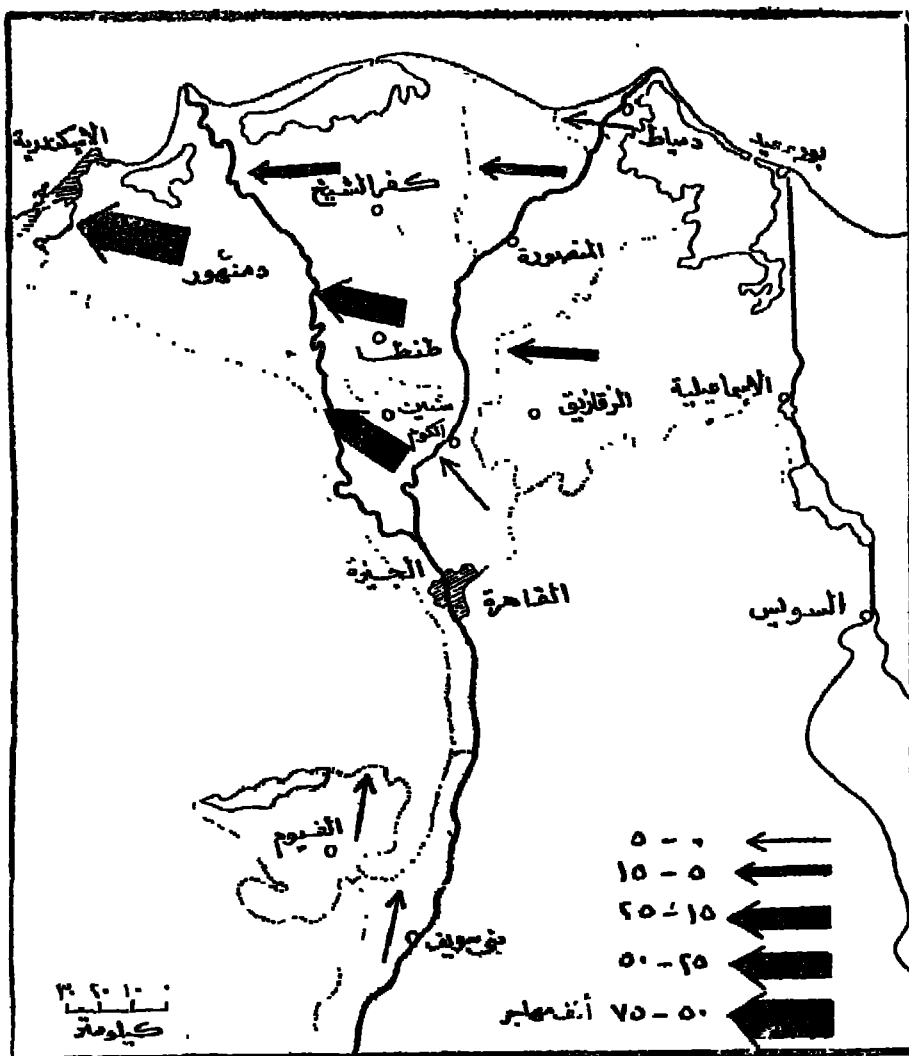 الإسكندرية
دمياط
بورسعيد
كفر الشيخ
المنصورة
دمنهور
طنطا
الإسماعيلية
الزقازيق
شبين
الكوم
الجيزة
القاهرة
السويس
الفيوم
بني سويف
٠ - ٥
٥ - ١٥
١٥ - ٢٥
٢٥ - ٥٠
٥٠ - ٧٥ ألف مهاجر
٠ ١٠ ٢٠ ٣٠
كيلومتر